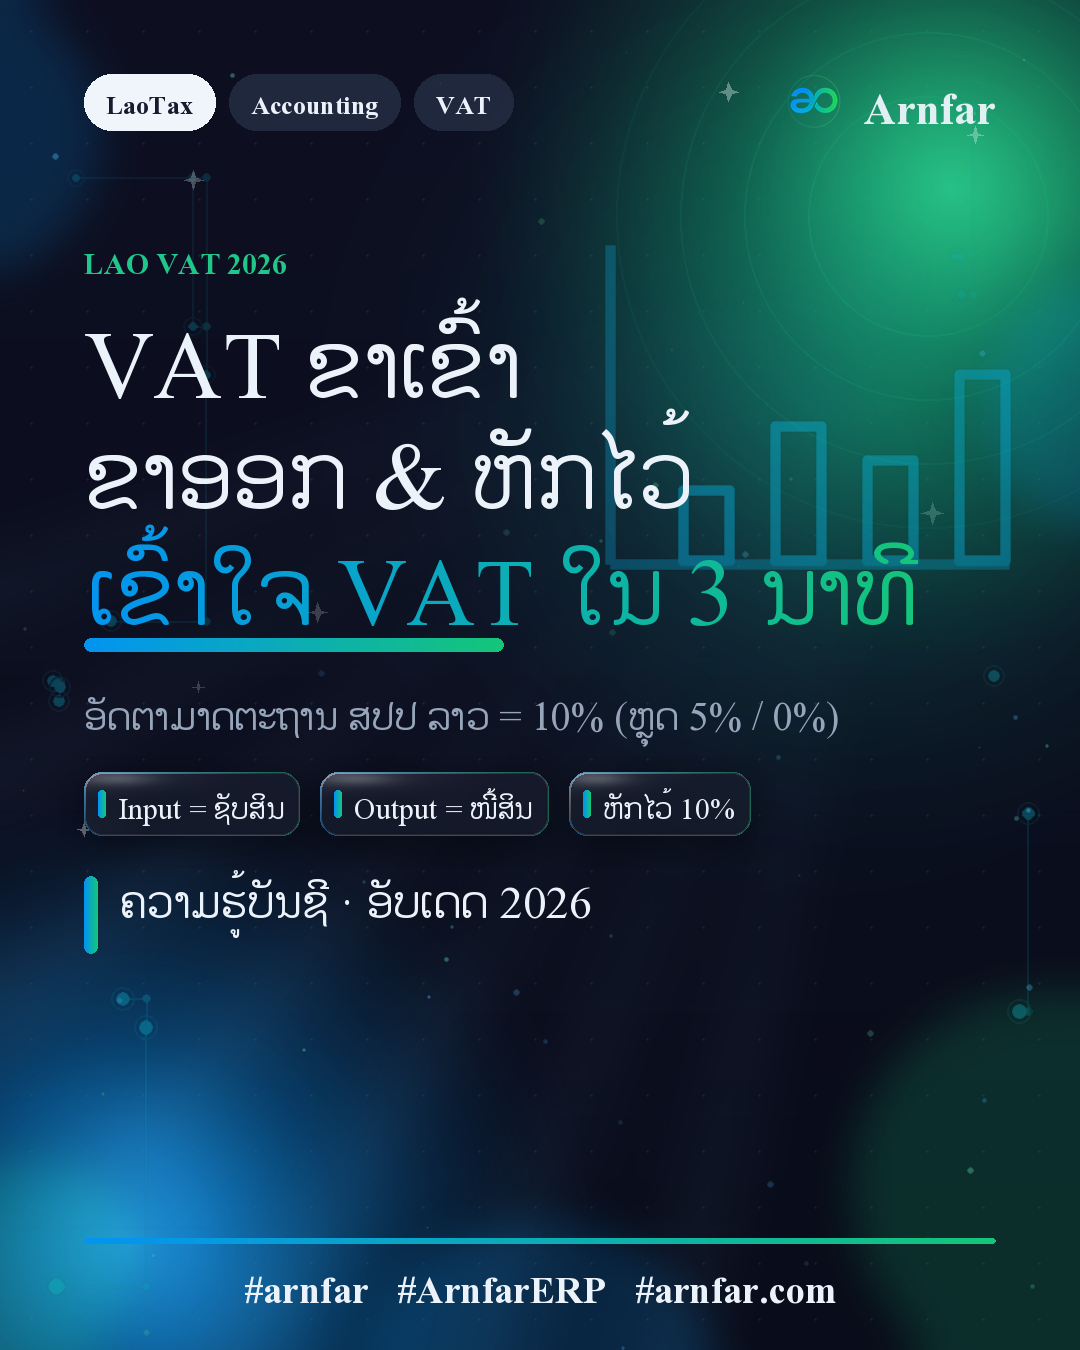 LaoTax Accounting VAT
Arnfar
LAO VAT 2026
VAT ຂາເຂົ້າ
ຂາອອກ & ຫັກໄວ້
ເຂົ້າໃຈ VAT ໃນ 3 ນາທີ
ອັດຕາມາດຕະຖານ ສປປ ລາວ = 10% (ຫຼຸດ 5% / 0%)
Input = ຊັບສິນ Output = ໜີ້ສິນ ຫັກໄວ້ 10%
ຄວາມຮູ້ບັນຊີ · ອັບເດດ 2026
#arnfar #ArnfarERP #arnfar.com